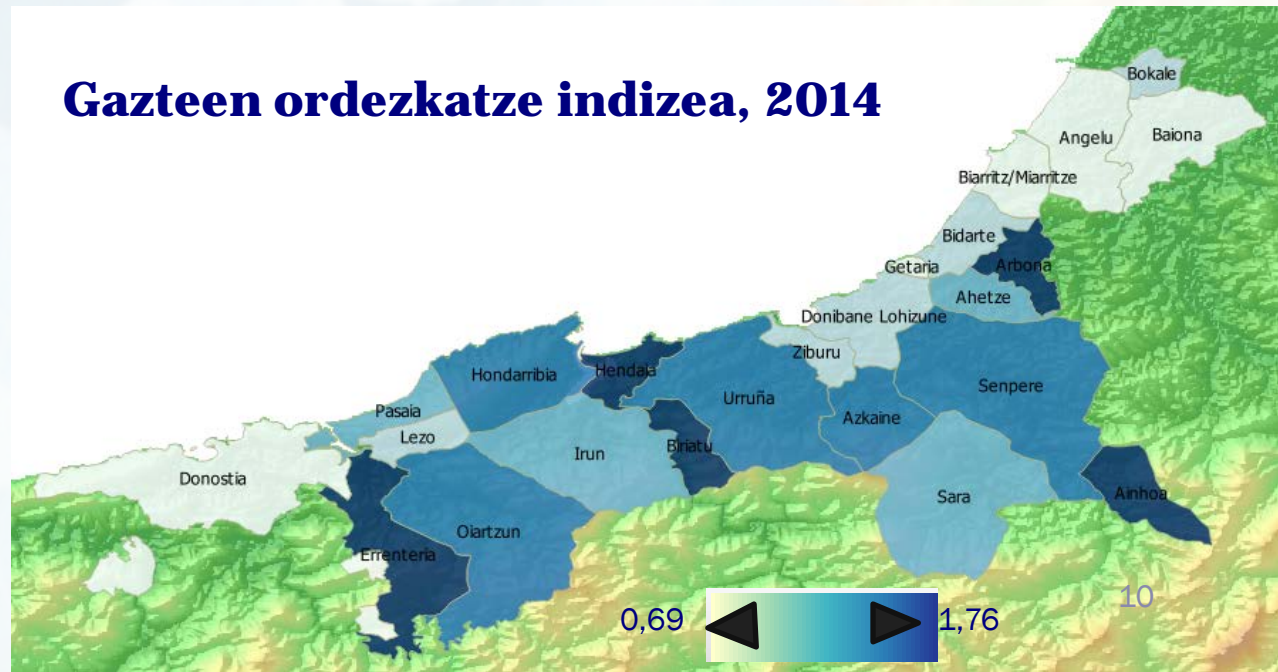 Gazteen ordezkatze indizea, 2014
Bokale
Angelu
Baiona
Biarritz/Miarritze
Bidarte
Getaria
Arbona
Ahetze
Donibane Lohizune
Ziburu
Hendaia
Hondarribia
Urruña
Senpere
Azkaine
Pasaia
Lezo
Irun
Biriatu
Donostia
Sara
Ainhoa
Oiartzun
Errenteria
10
0,69
1,76